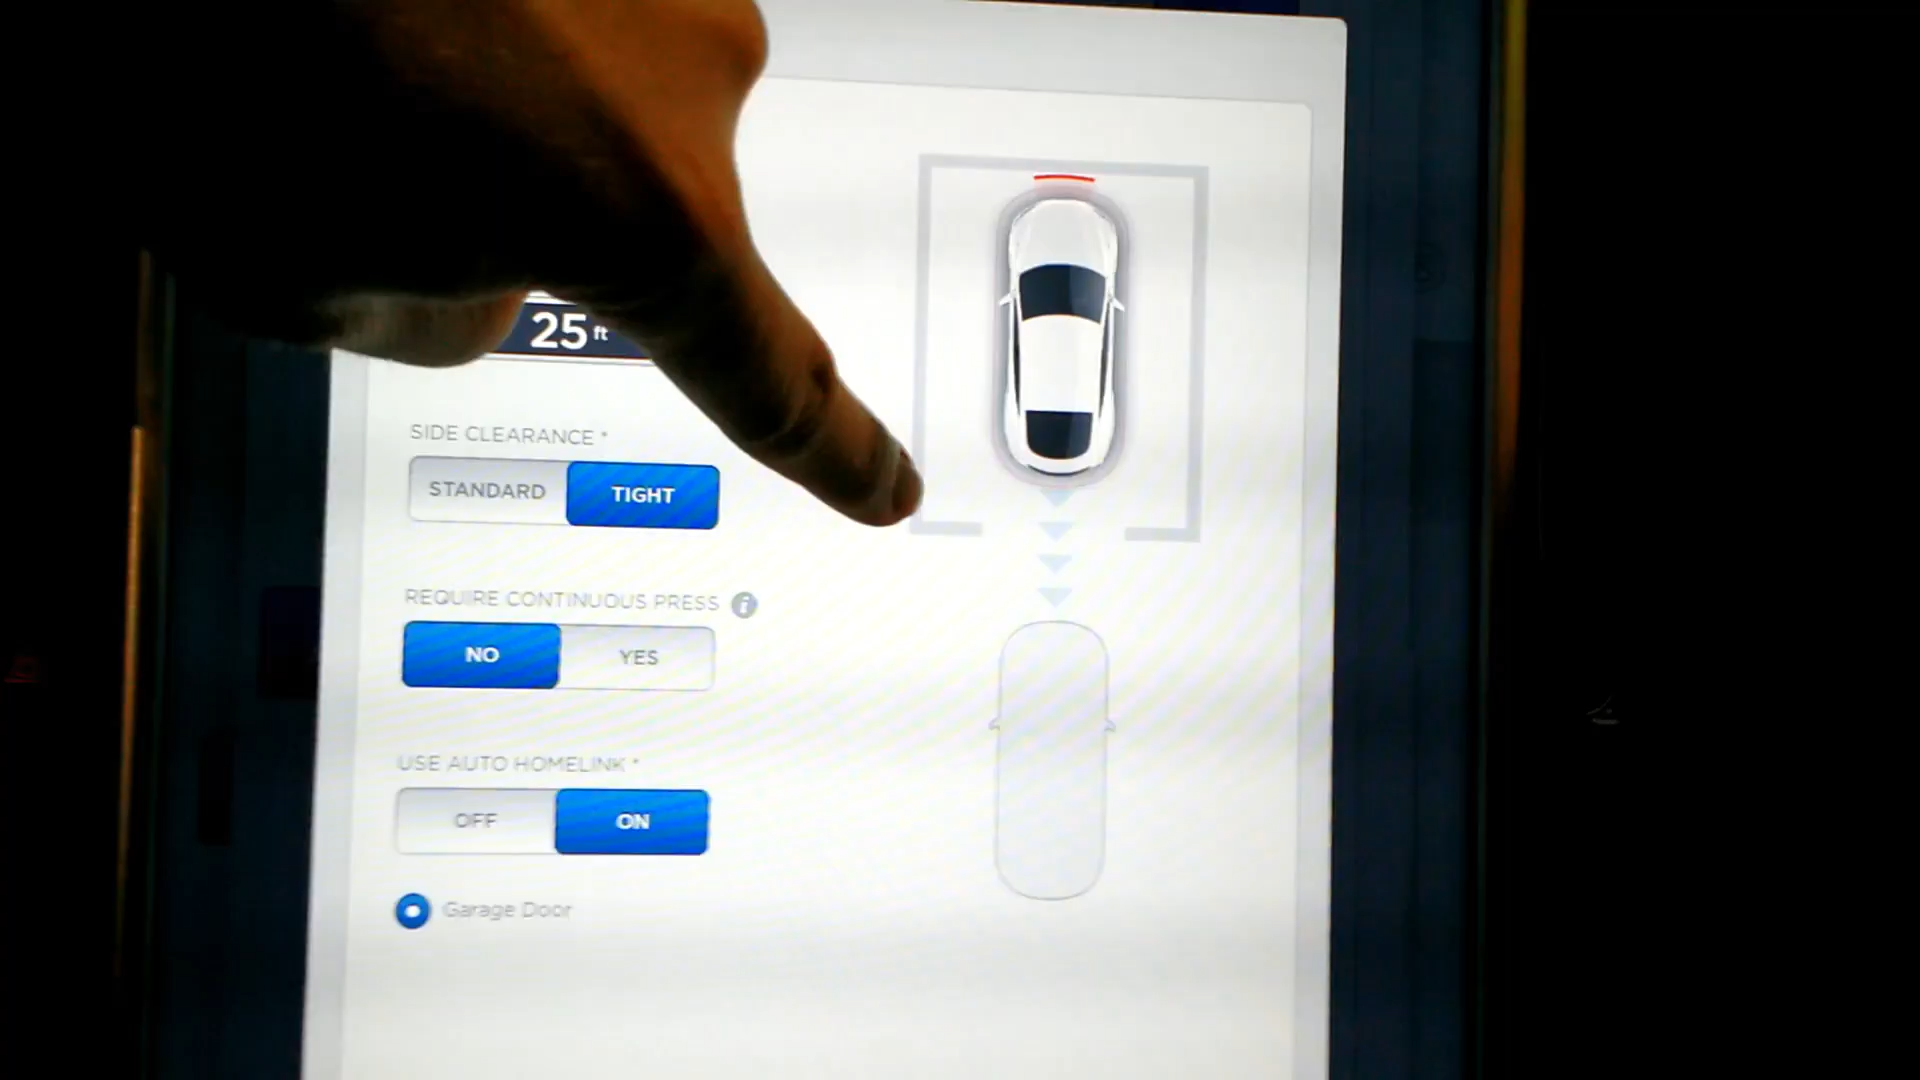 25 ft
SIDE CLEARANCE *
STANDARD TIGHT
REQUIRE CONTINUOUS PRESS i
NO YES
USE AUTO HOMELINK *
OFF ON
Garage Door